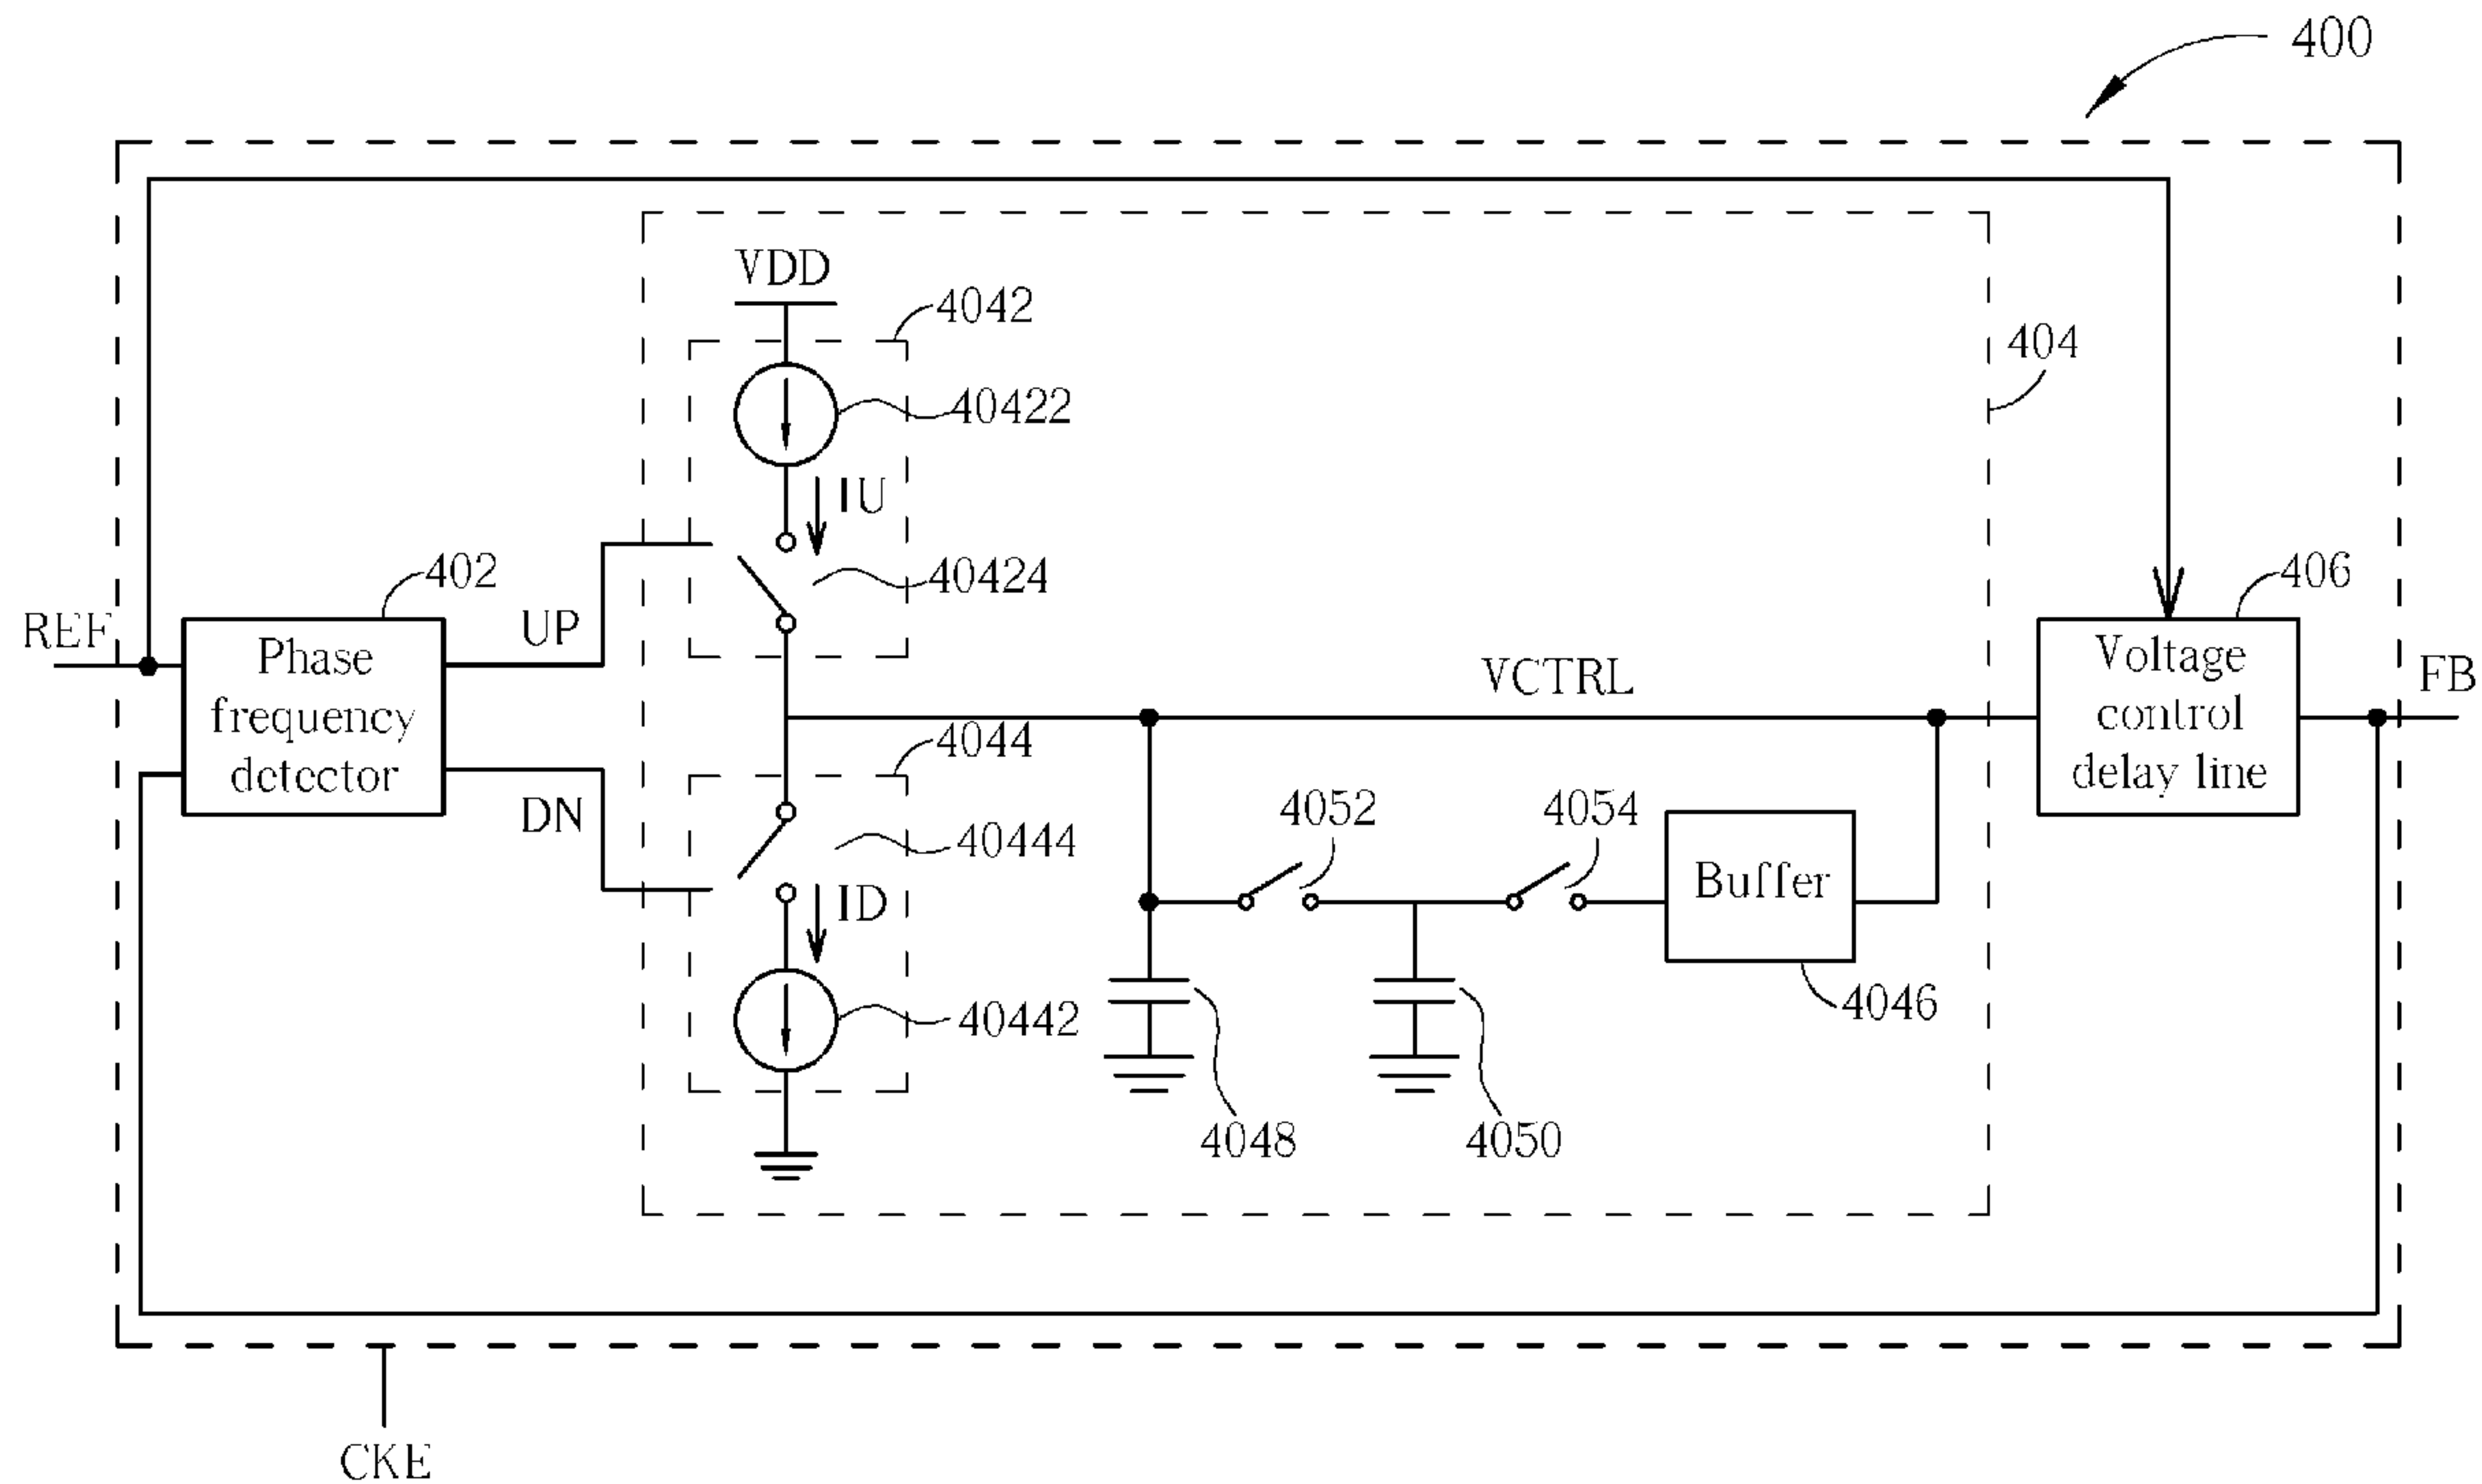 400
VDD
4042
404
40422
IU
402
40424
406
REF
UP
Phase
frequency
detector
Voltage
control
delay line
VCTRL
FB
4044
DN
40444
4052
4054
Buffer
ID
40442
4046
4048
4050
CKE